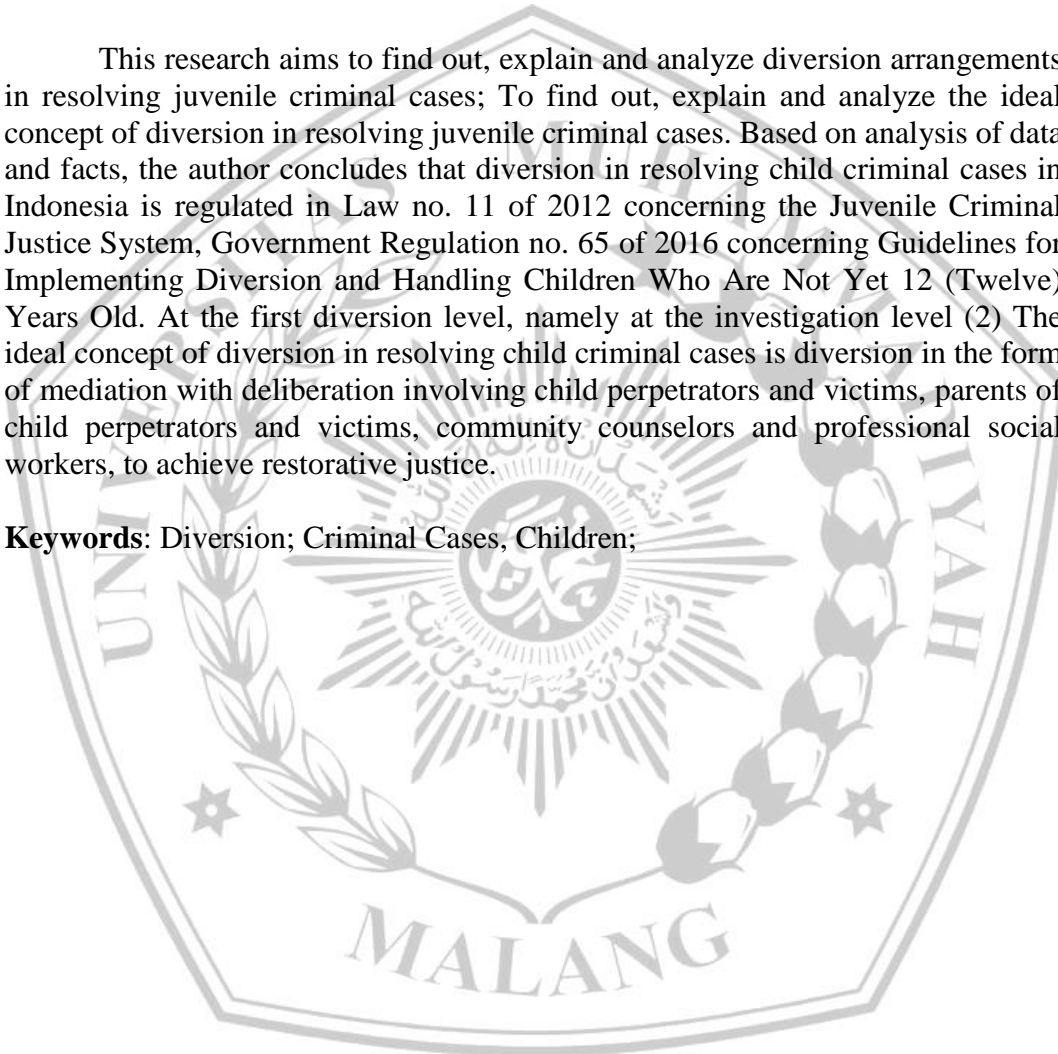 This research aims to find out, explain and analyze diversion arrangements
in resolving juvenile criminal cases; To find out, explain and analyze the ideal
concept of diversion in resolving juvenile criminal cases. Based on analysis of data
and facts, the author concludes that diversion in resolving child criminal cases in
Indonesia is regulated in Law no. 11 of 2012 concerning the Juvenile Criminal
Justice System, Government Regulation no. 65 of 2016 concerning Guidelines for
Implementing Diversion and Handling Children Who Are Not Yet 12 (Twelve)
Years Old. At the first diversion level, namely at the investigation level (2) The
ideal concept of diversion in resolving child criminal cases is diversion in the form
of mediation with deliberation involving child perpetrators and victims, parents of
child perpetrators and victims, community counselors and professional social
workers, to achieve restorative justice.
Keywords: Diversion; Criminal Cases, Children;
UNIVERSITAS MUHAMMADIYAH
MALANG